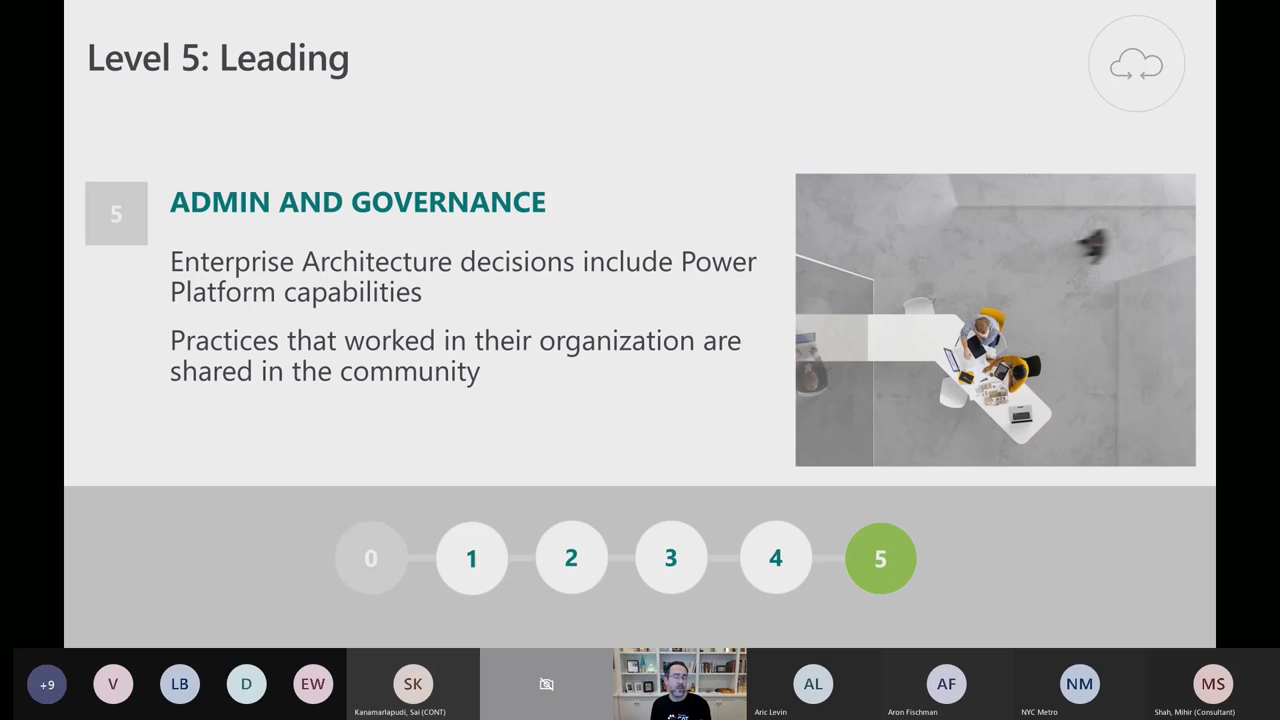 Level 5: Leading
5
ADMIN AND GOVERNANCE
Enterprise Architecture decisions include Power
Platform capabilities
Practices that worked in their organization are
shared in the community
0 1 2 3 4 5
+9 V LB D EW SK AL AF NM MS
Kanamarlapudi, Sai (CONT) Aric Levin Aron Fischman NYC Metro Shah, Mihir (Consultant)